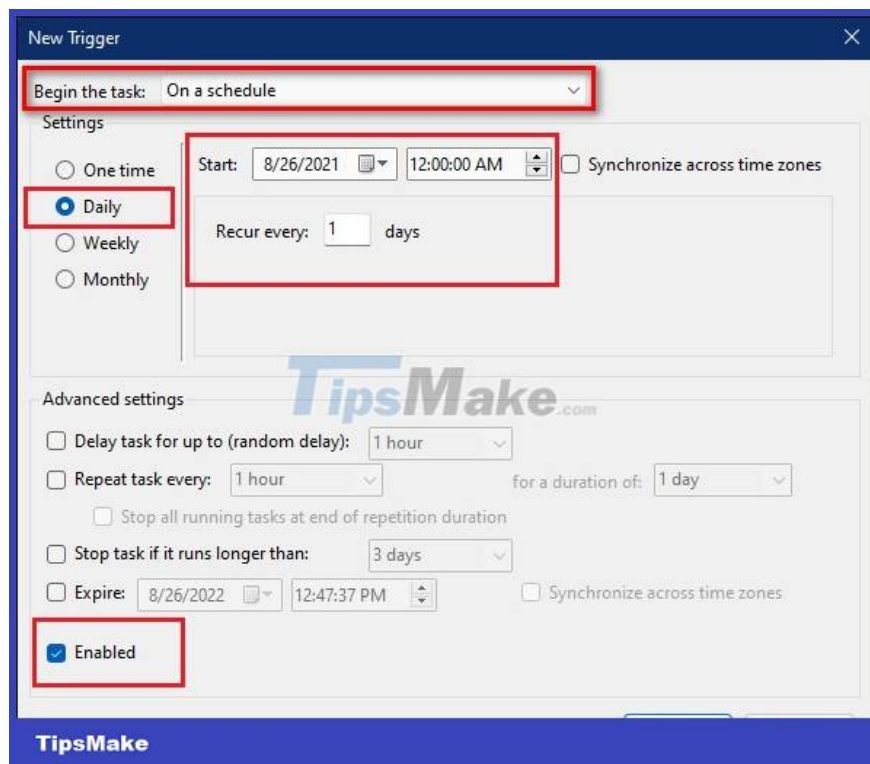 New Trigger
Begin the task: On a schedule
Settings
One time
Start: 8/26/2021 12:00:00 AM Synchronize across time zones
Daily
Recur every: 1 days
Weekly
Monthly
TipsMake.com
Advanced settings
Delay task for up to (random delay): 1 hour
Repeat task every: 1 hour for a duration of: 1 day
Stop all running tasks at end of repetition duration
Stop task if it runs longer than: 3 days
Expire: 8/26/2022 12:47:37 PM Synchronize across time zones
Enabled
TipsMake